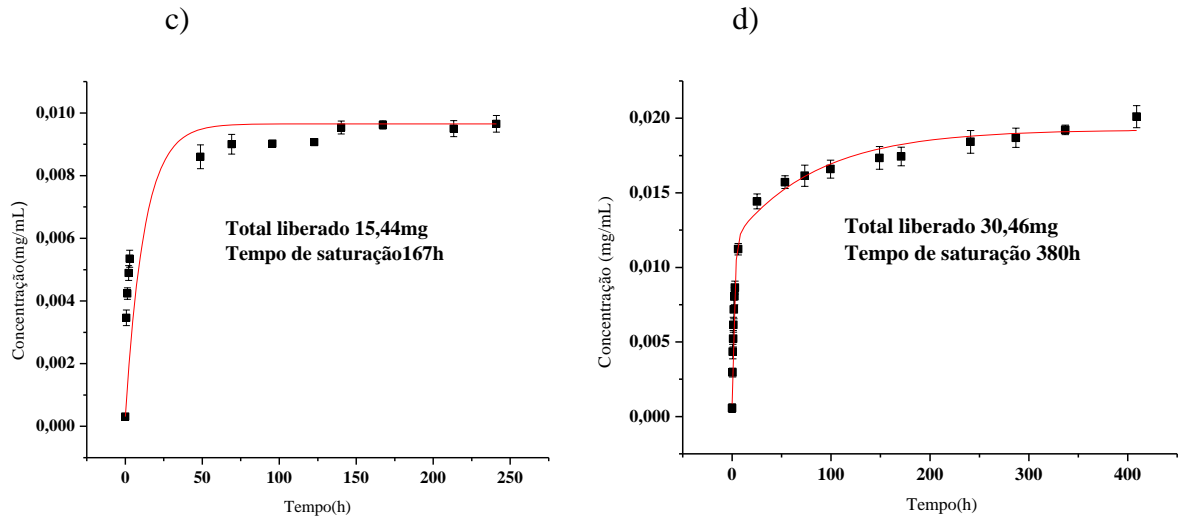 c)
0,010
0,008
0,006
0,004
0,002
0,000
Concentração(mg/mL)
Total liberado 15,44mg
Tempo de saturação167h
0
50
100
150
200
250
Tempo(h)
d)
0,020
0,015
0,010
0,005
0,000
Concentração (mg/mL)
Total liberado 30,46mg
Tempo de saturação 380h
0
100
200
300
400
Tempo(h)